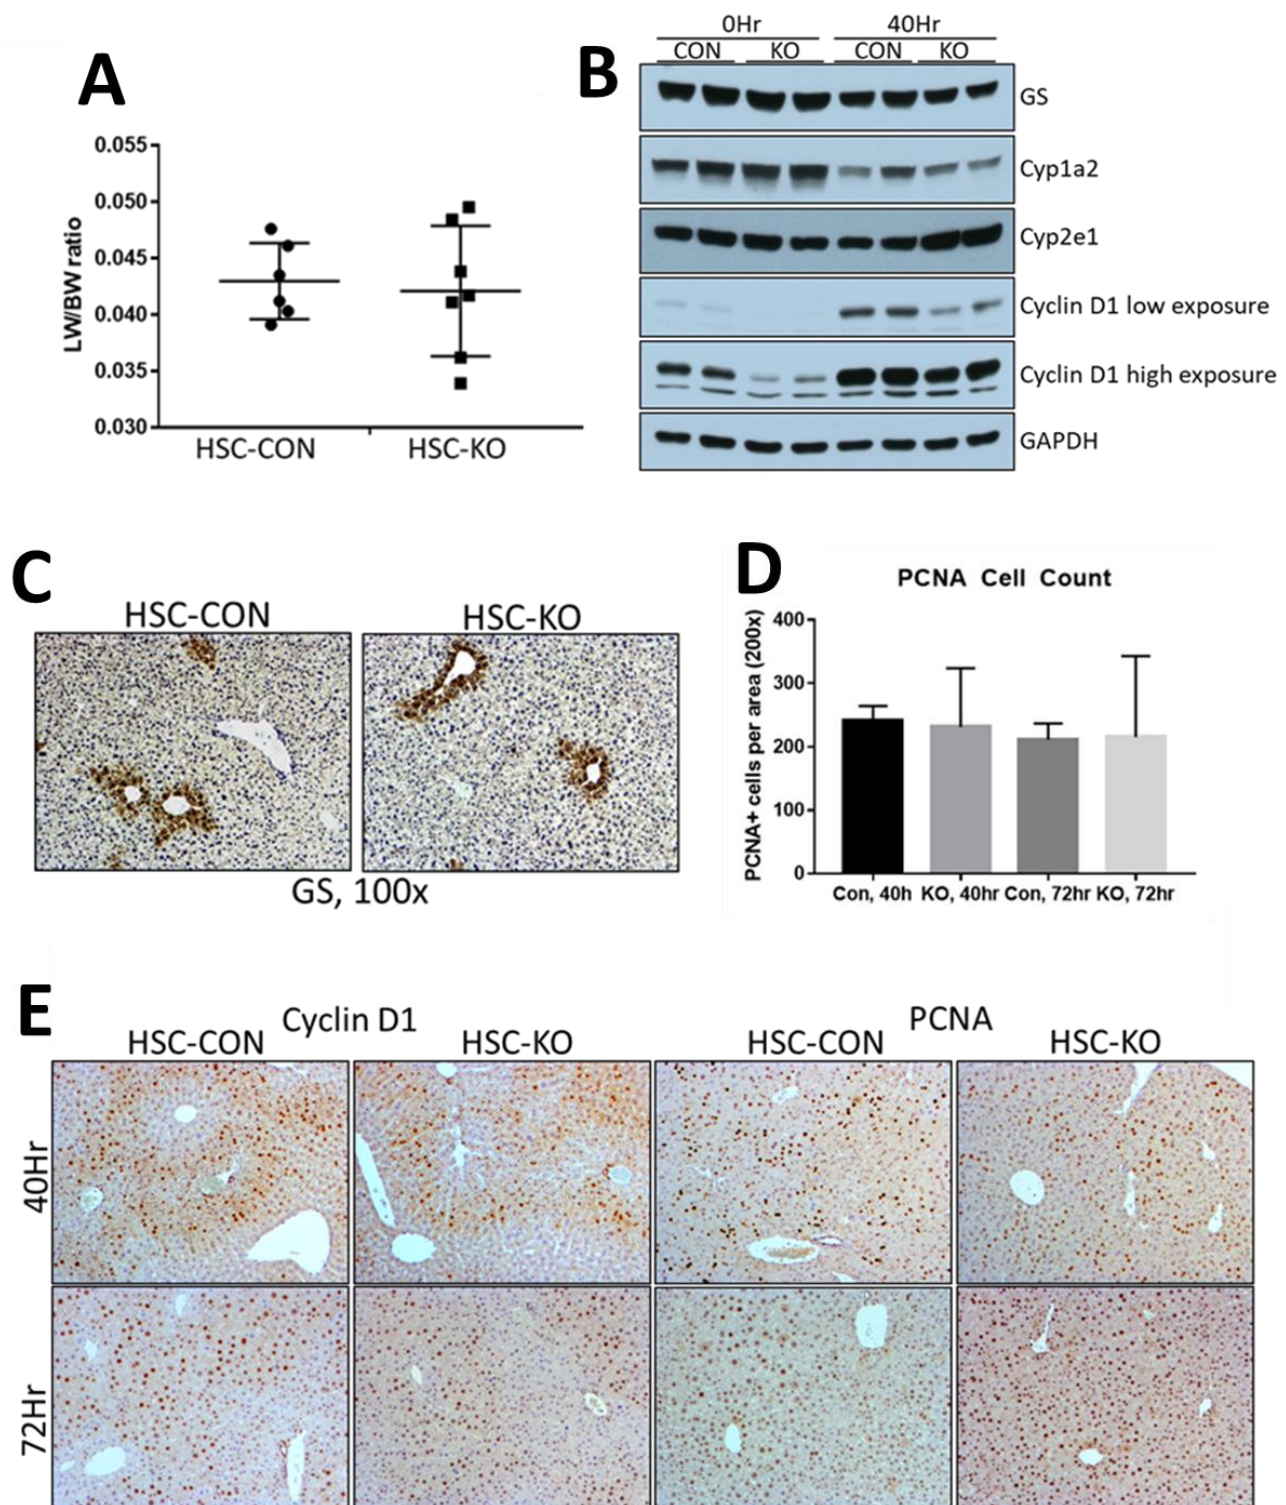 A
0.055
0.050
0.045
0.040
0.035
0.030
LW/BW ratio
HSC-CON HSC-KO
B
0Hr 40Hr
CON KO CON KO
GS
Cyp1a2
Cyp2e1
Cyclin D1 low exposure
Cyclin D1 high exposure
GAPDH
C
HSC-CON HSC-KO
GS, 100x
D
PCNA Cell Count
400
300
200
100
0
PCNA+ cells per area (200x)
Con, 40h KO, 40hr Con, 72hr KO, 72hr
E
Cyclin D1 PCNA
HSC-CON HSC-KO HSC-CON HSC-KO
40Hr
72Hr